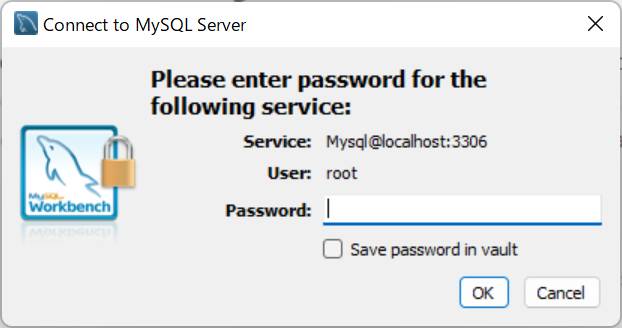 Connect to MySQL Server
Please enter password for the
following service:
Service: Mysql@localhost:3306
User: root
MySQL
Workbench
Password:
Save password in vault
OK Cancel